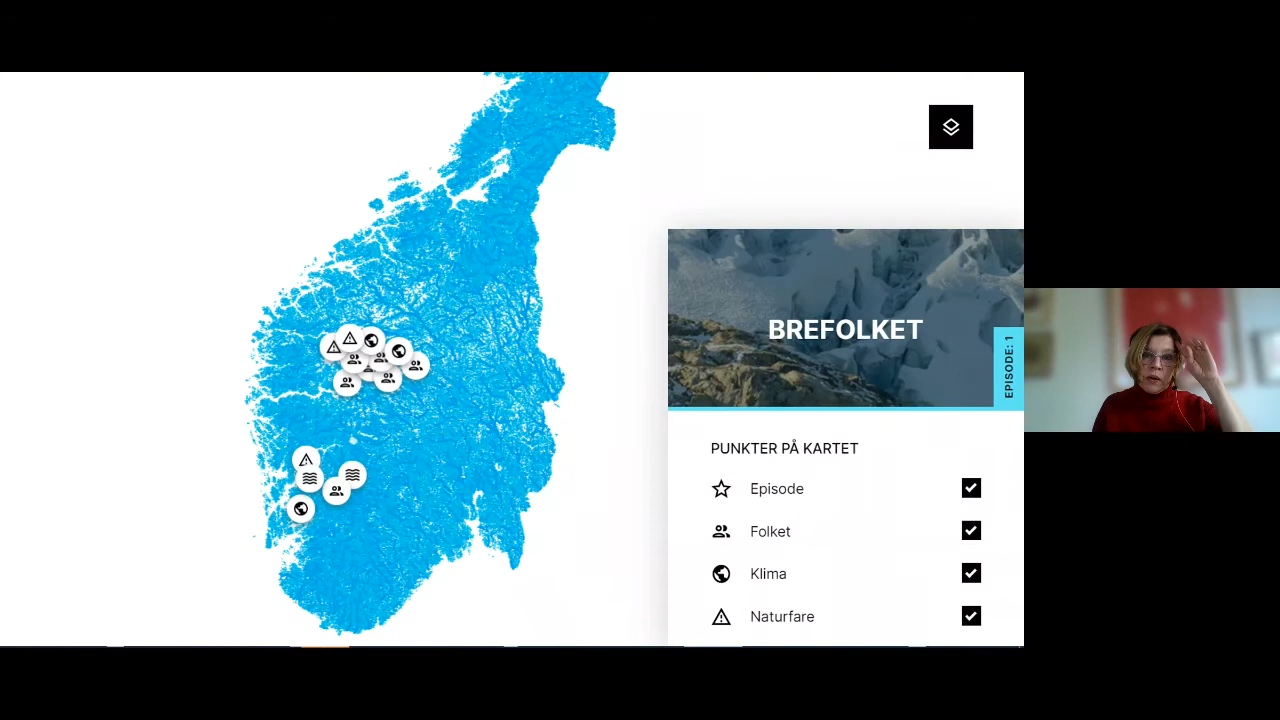 BREFOLKET
EPISODE: 1
PUNKTER PÅ KARTET
Episode
Folket
Klima
Naturfare